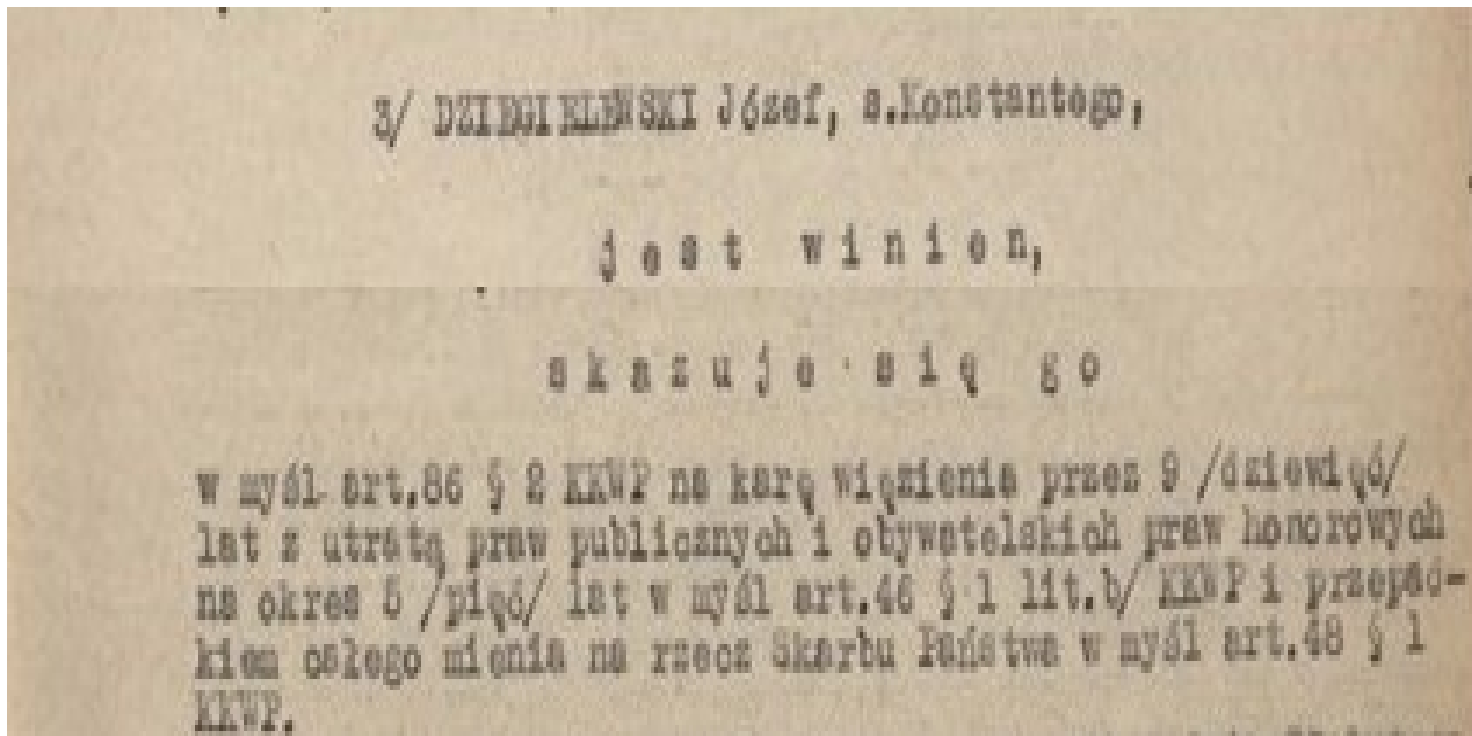 3/ DZIEGIELEWSKI Józef, s.Konstantego,
jest winien,
skazuje się go
w myśl art.86 § 2 KKWP na karę więzienia przez 9 /dziewięć/
lat z utratą praw publicznych i obywatelskich praw honorowych
na okres 5 /pięć/ lat w myśl art.46 § 1 lit.b/ KKWP i przepad-
kiem całego mienia na rzecz Skarbu Państwa w myśl art.48 § 1
KKWP.